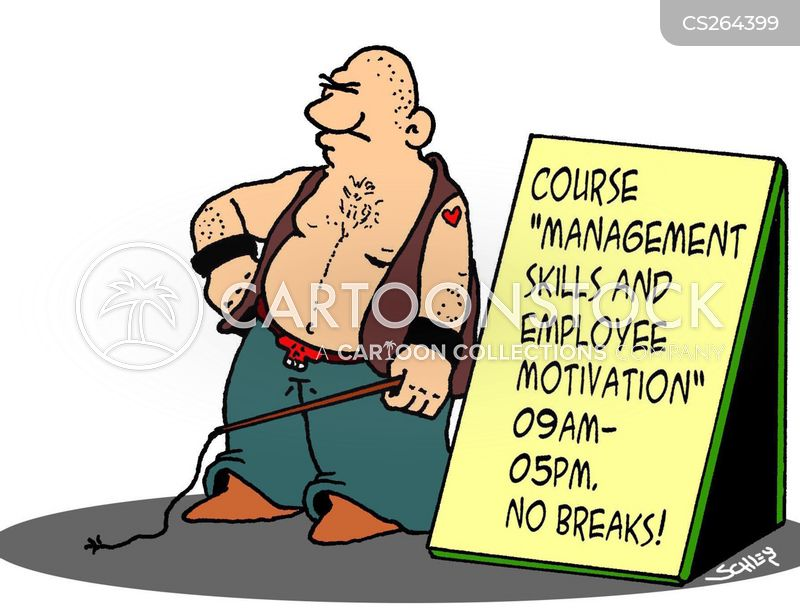 CS264399
COURSE
"MANAGEMENT
SKILLS AND
EMPLOYEE
MOTIVATION"
09AM-
05PM.
NO BREAKS!
CARTOONSTOCK
A CARTOON COLLECTIONS COMPANY
SCHLEY